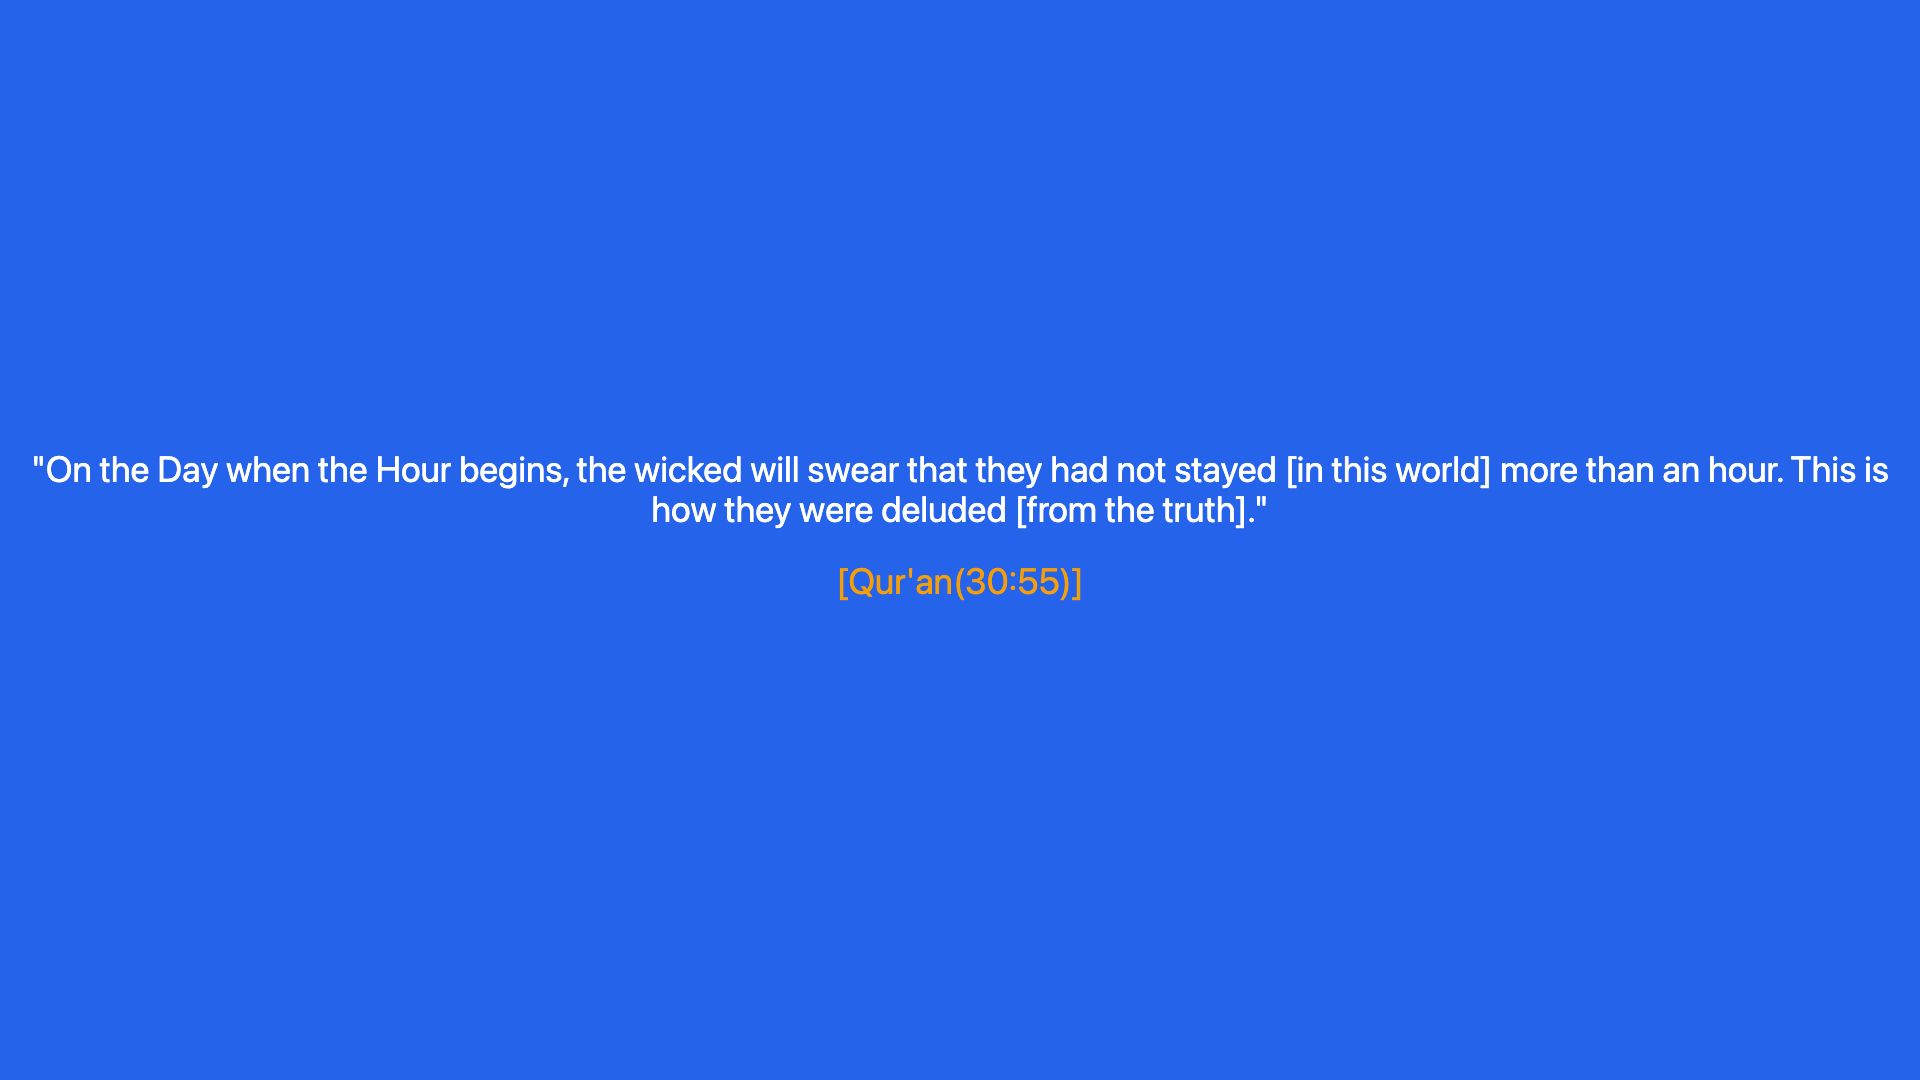 "On the Day when the Hour begins, the wicked will swear that they had not stayed [in this world] more than an hour. This is
how they were deluded [from the truth]."
[Qur'an(30:55)]